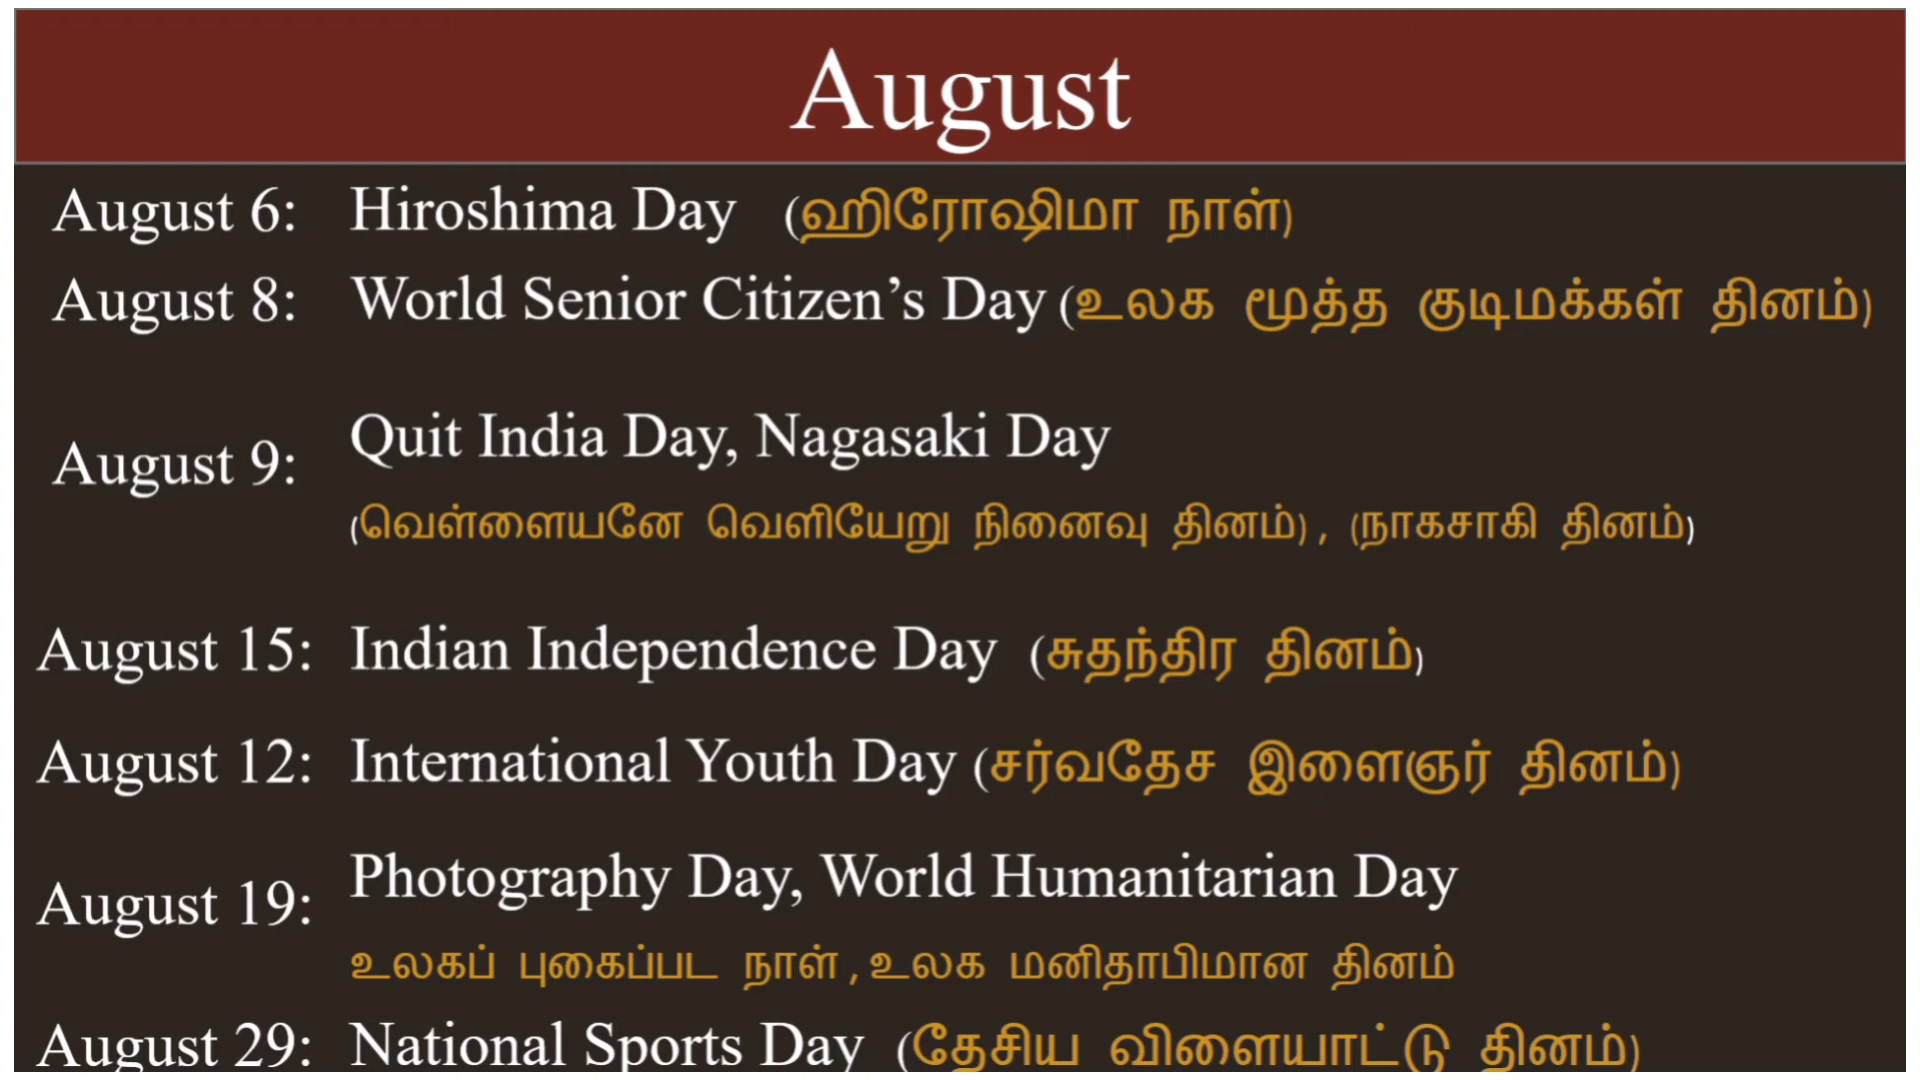 August
August 6: Hiroshima Day (ஹிரோஷிமா நாள்)
August 8: World Senior Citizen’s Day (உலக மூத்த குடிமக்கள் தினம்)
August 9: Quit India Day, Nagasaki Day
(வெள்ளையனே வெளியேறு நினைவு தினம்) , (நாகசாகி தினம்)
August 15: Indian Independence Day (சுதந்திர தினம்)
August 12: International Youth Day (சர்வதேச இளைஞர் தினம்)
August 19: Photography Day, World Humanitarian Day
உலகப் புகைப்பட நாள் , உலக மனிதாபிமான தினம்
August 29: National Sports Day (தேசிய விளையாட்டு தினம்)